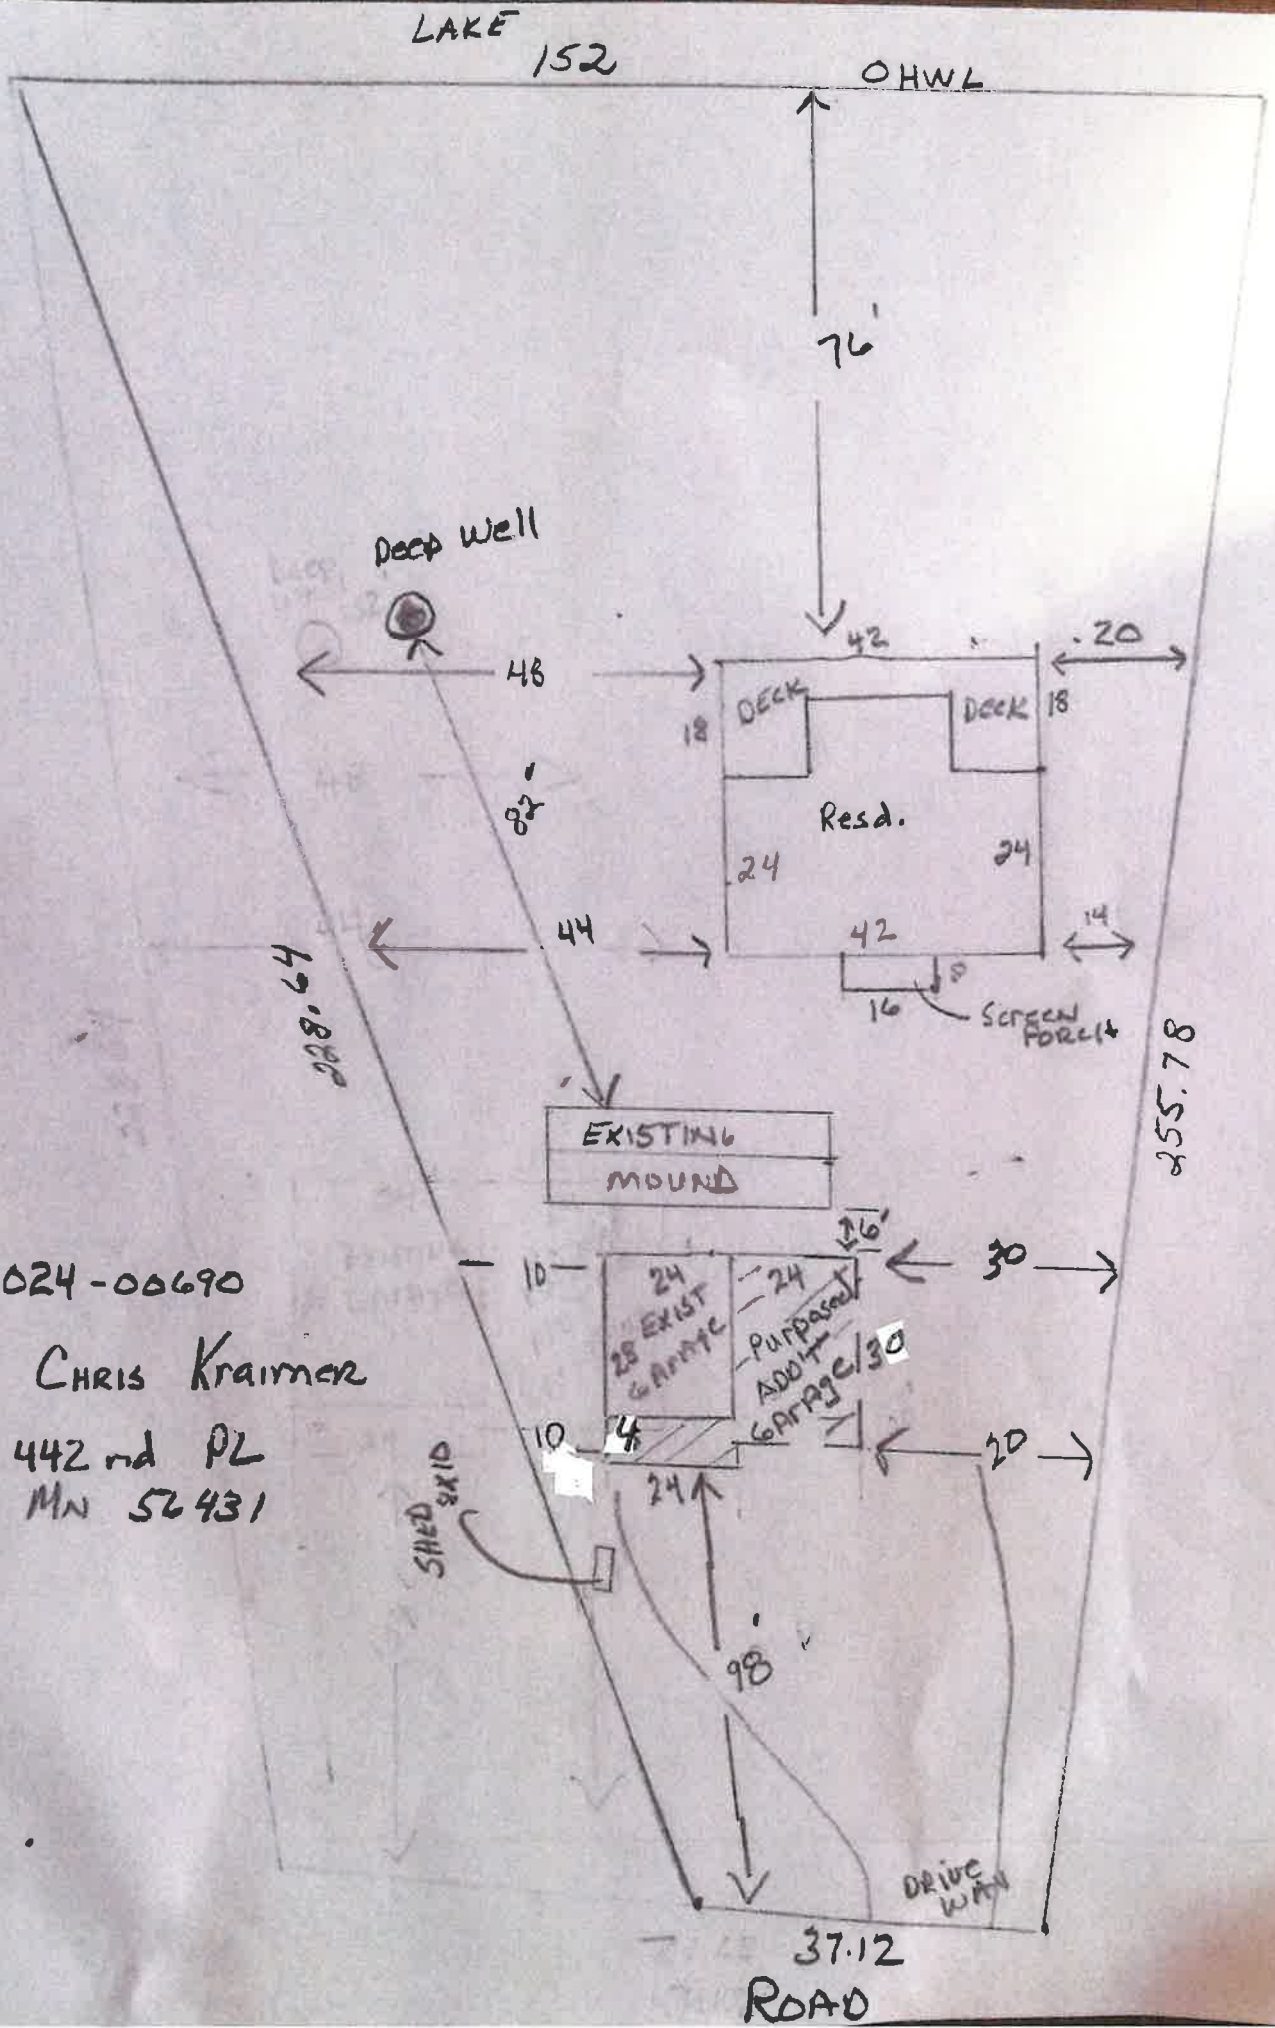 LAKE
152
OHWL
76'
Deep Well
42
20
48
DECK
DECK
18
18
82'
Resd.
24
24
44
42
14
8
16
SCREEN
PORCH
228.64
255.78
EXISTING
MOUND
6'
10
24
24
30
28 EXIST
GARAGE
Purposed
ADD'T
GArAge/30
024-00690
CHRIS Kraimer
442 nd PL
MN 56431
10
4
20
24
SHED
8X10
98'
DRIVE
WAY
37.12
ROAD